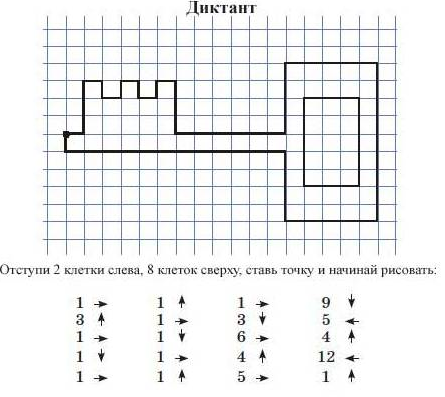 Диктант
Отступи 2 клетки слева, 8 клеток сверху, ставь точку и начинай рисовать:
1 → 1 ↑ 1 → 9 ↓
3 ↑ 1 → 3 ↓ 5 ←
1 → 1 ↓ 6 → 4 ↑
1 ↓ 1 → 4 ↑ 12 ←
1 → 1 ↑ 5 → 1 ↑